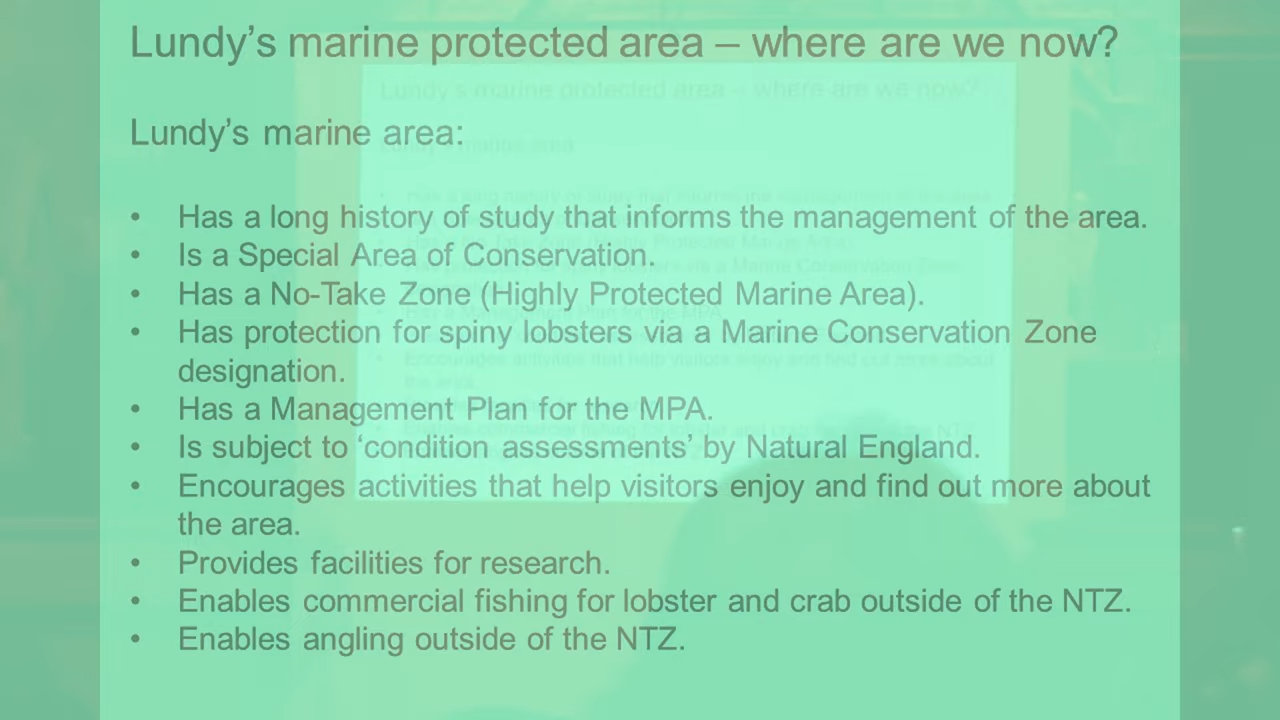 Lundy’s marine protected area – where are we now?
Lundy’s marine area:
• Has a long history of study that informs the management of the area.
• Is a Special Area of Conservation.
• Has a No-Take Zone (Highly Protected Marine Area).
• Has protection for spiny lobsters via a Marine Conservation Zone
designation.
• Has a Management Plan for the MPA.
• Is subject to ‘condition assessments’ by Natural England.
• Encourages activities that help visitors enjoy and find out more about
the area.
• Provides facilities for research.
• Enables commercial fishing for lobster and crab outside of the NTZ.
• Enables angling outside of the NTZ.